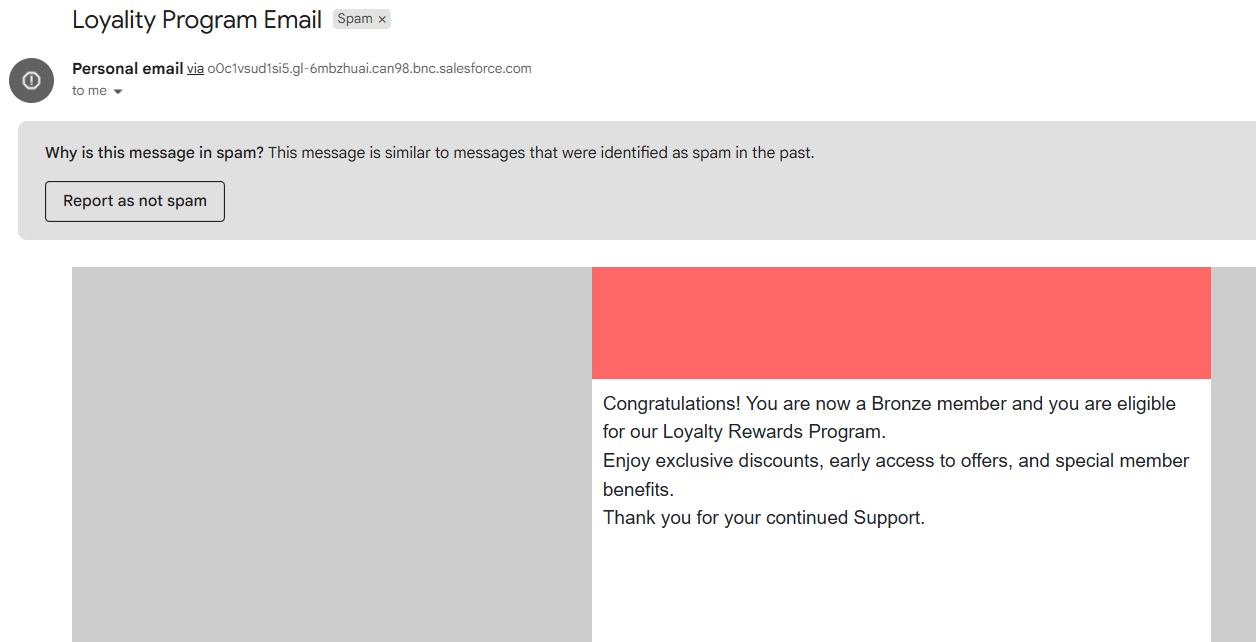 Loyality Program Email Spam ×
Personal email via o0c1vsud1si5.gl-6mbzhuai.can98.bnc.salesforce.com
to me
Why is this message in spam? This message is similar to messages that were identified as spam in the past.
Report as not spam
Congratulations! You are now a Bronze member and you are eligible
for our Loyalty Rewards Program.
Enjoy exclusive discounts, early access to offers, and special member
benefits.
Thank you for your continued Support.